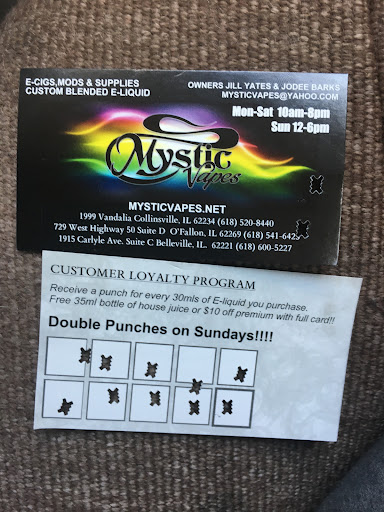 E-CIGS,MODS & SUPPLIES
CUSTOM BLENDED E-LIQUID
OWNERS JILL YATES & JODEE BARKS
MYSTICVAPES@YAHOO.COM
Mon-Sat 10am-8pm
Sun 12-6pm
Mystic
Vapes
MYSTICVAPES.NET
1999 Vandalia Collinsville, IL 62234 (618) 520-8440
729 West Highway 50 Suite D O'Fallon, IL 62269 (618) 541-642
1915 Carlyle Ave. Suite C Belleville, IL. 62221 (618) 600-5227
CUSTOMER LOYALTY PROGRAM
Receive a punch for every 30mls of E-liquid you purchase.
Free 35ml bottle of house juice or $10 off premium with full card!!
Double Punches on Sundays!!!!